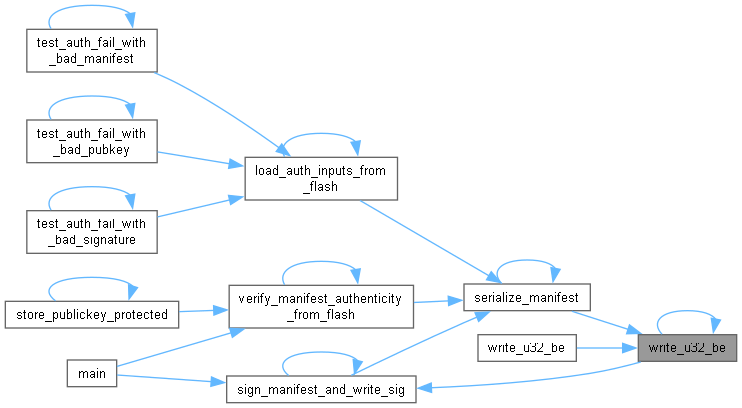 test_auth_fail_with
_bad_manifest
test_auth_fail_with
_bad_pubkey
load_auth_inputs_from
_flash
test_auth_fail_with
_bad_signature
store_publickey_protected
verify_manifest_authenticity
_from_flash
serialize_manifest
write_u32_be
write_u32_be
main
sign_manifest_and_write_sig